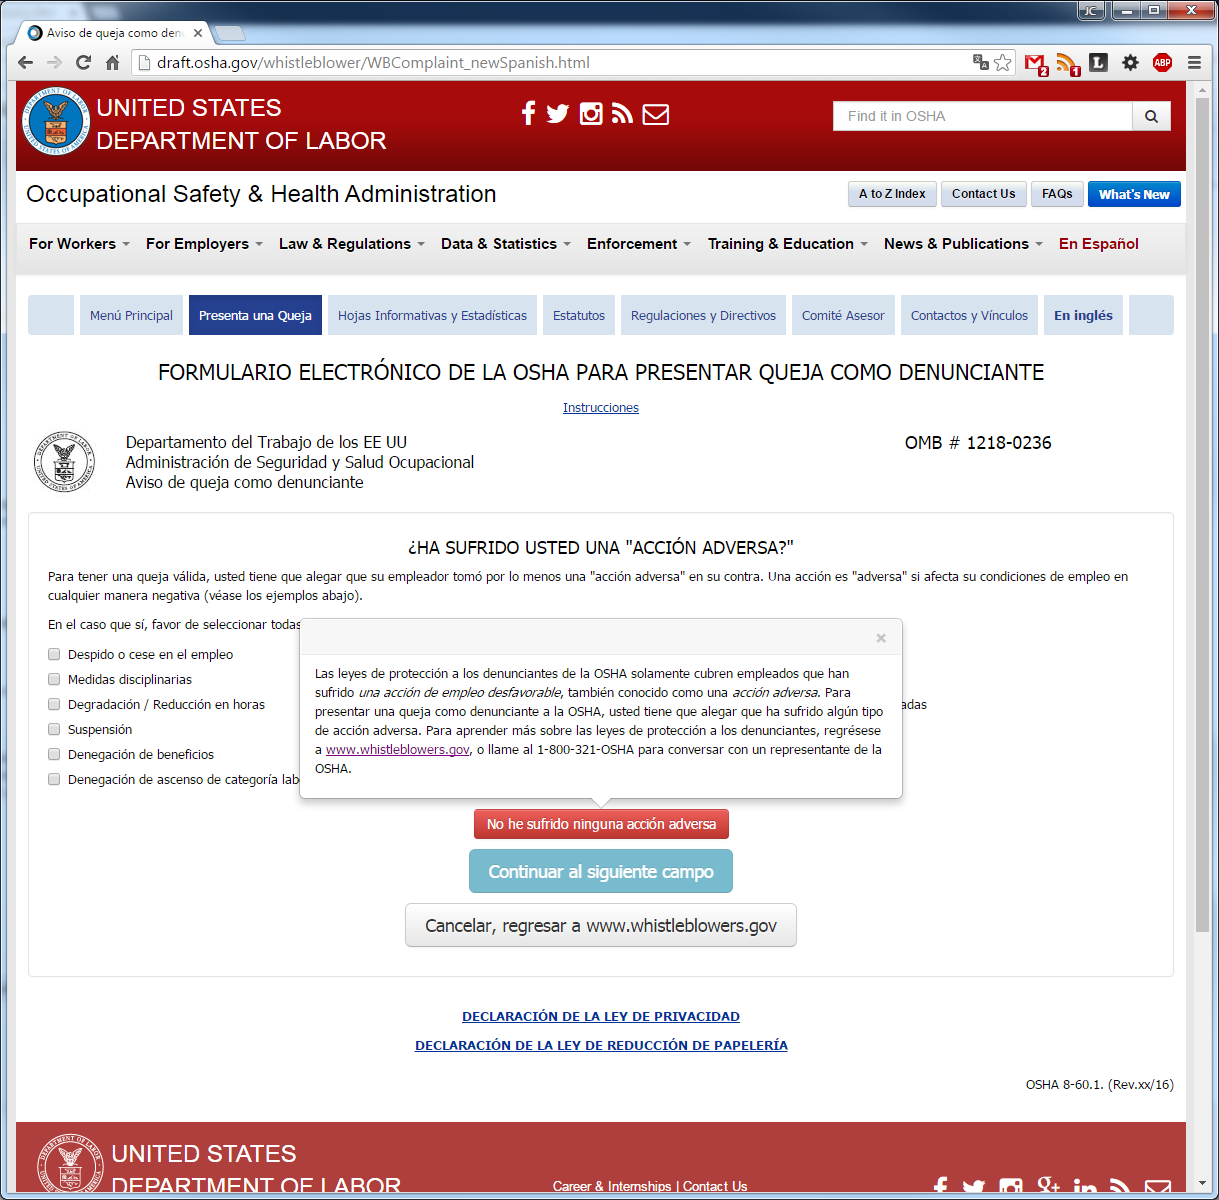 JC
Aviso de queja como den
draft.osha.gov/whistleblower/WBComplaint_newSpanish.html
2
1
L
ABP
UNITED STATES
DEPARTMENT OF LABOR
Find it in OSHA
Occupational Safety & Health Administration
A to Z Index
Contact Us
FAQs
What's New
For Workers
For Employers
Law & Regulations
Data & Statistics
Enforcement
Training & Education
News & Publications
En Español
Menú Principal
Presenta una Queja
Hojas Informativas y Estadísticas
Estatutos
Regulaciones y Directivos
Comité Asesor
Contactos y Vínculos
En inglés
FORMULARIO ELECTRÓNICO DE LA OSHA PARA PRESENTAR QUEJA COMO DENUNCIANTE
Instrucciones
Departamento del Trabajo de los EE UU
Administración de Seguridad y Salud Ocupacional
Aviso de queja como denunciante
OMB # 1218-0236
¿HA SUFRIDO USTED UNA "ACCIÓN ADVERSA?"
Para tener una queja válida, usted tiene que alegar que su empleador tomó por lo menos una "acción adversa" en su contra. Una acción es "adversa" si afecta su condiciones de empleo en
cualquier manera negativa (véase los ejemplos abajo).
En el caso que sí, favor de seleccionar todas
Despido o cese en el empleo
Medidas disciplinarias
Degradación / Reducción en horas
Suspensión
Denegación de beneficios
Denegación de ascenso de categoría lab
adas
Las leyes de protección a los denunciantes de la OSHA solamente cubren empleados que han
sufrido una acción de empleo desfavorable, también conocido como una acción adversa. Para
presentar una queja como denunciante a la OSHA, usted tiene que alegar que ha sufrido algún tipo
de acción adversa. Para aprender más sobre las leyes de protección a los denunciantes, regrésese
a www.whistleblowers.gov, o llame al 1-800-321-OSHA para conversar con un representante de la
OSHA.
No he sufrido ninguna acción adversa
Continuar al siguiente campo
Cancelar, regresar a www.whistleblowers.gov
DECLARACIÓN DE LA LEY DE PRIVACIDAD
DECLARACIÓN DE LA LEY DE REDUCCIÓN DE PAPELERÍA
OSHA 8-60.1. (Rev.xx/16)
UNITED STATES
DEPARTMENT OF LABOR
Career & Internships | Contact Us